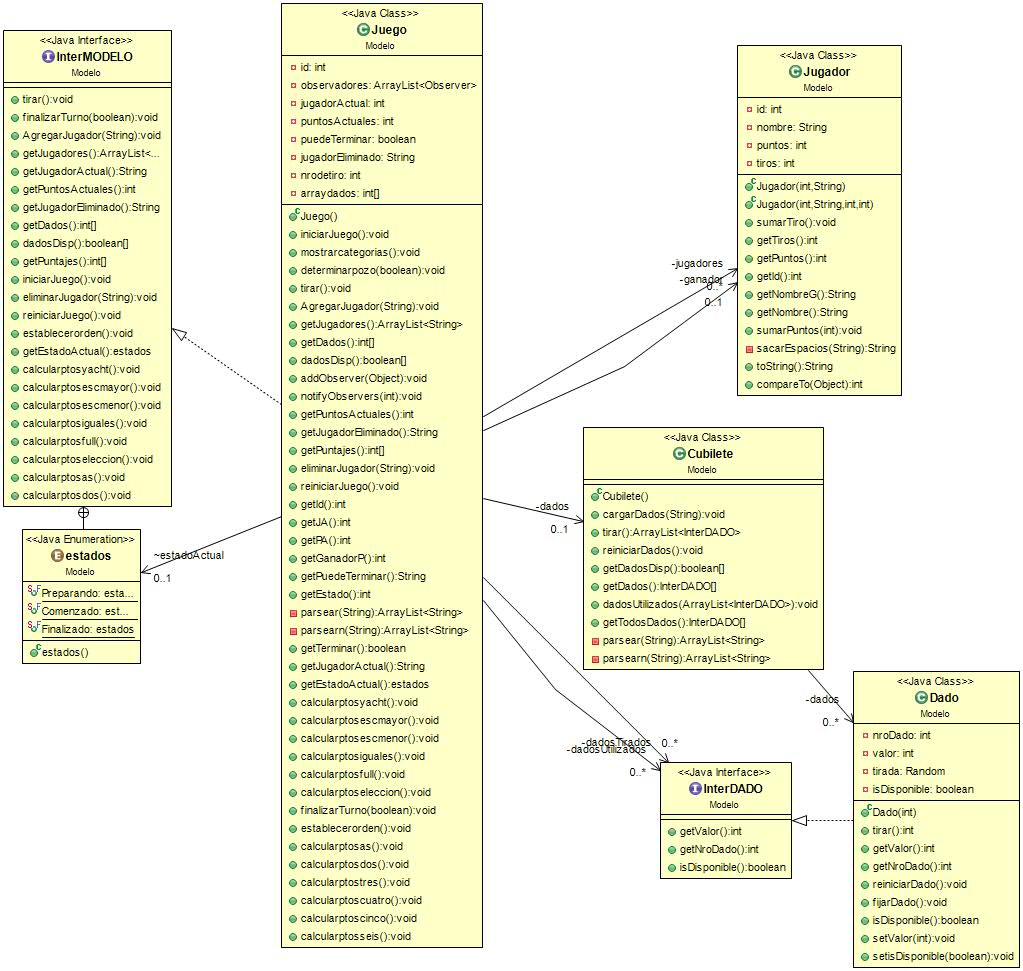 <<Java Interface>>
InterMODELO
Modelo
tirar():void
finalizarTurno(boolean):void
AgregarJugador(String):void
getJugadores():ArrayList<...
getJugadorActual():String
getPuntosActuales():int
getJugadorEliminado():String
getDados():int[]
dadosDisp():boolean[]
getPuntajes():int[]
iniciarJuego():void
eliminarJugador(String):void
reiniciarJuego():void
establecerorden():void
getEstadoActual():estados
calcularptosyacht():void
calcularptosescmayor():void
calcularptosescmenor():void
calcularptosiguales():void
calcularptosfull():void
calcularptoseleccion():void
calcularptosas():void
calcularptosdos():void
<<Java Enumeration>>
estados
Modelo
Preparando: esta...
Comenzado: est...
Finalizado: estados
estados()
~estadoActual
0..1
<<Java Class>>
Juego
Modelo
id: int
observadores: ArrayList<Observer>
jugadorActual: int
puntosActuales: int
puedeTerminar: boolean
jugadorEliminado: String
nrodetiro: int
arraydados: int[]
Juego()
iniciarJuego():void
mostrarcategorias():void
determinarpozo(boolean):void
tirar():void
AgregarJugador(String):void
getJugadores():ArrayList<String>
getDados():int[]
dadosDisp():boolean[]
addObserver(Object):void
notifyObservers(int):void
getPuntosActuales():int
getJugadorEliminado():String
getPuntajes():int[]
eliminarJugador(String):void
reiniciarJuego():void
getId():int
getJA():int
getPA():int
getGanadorP():int
getPuedeTerminar():String
getEstado():int
parsear(String):ArrayList<String>
parsearn(String):ArrayList<String>
getTerminar():boolean
getJugadorActual():String
getEstadoActual():estados
calcularptosyacht():void
calcularptosescmayor():void
calcularptosescmenor():void
calcularptosiguales():void
calcularptosfull():void
calcularptoseleccion():void
finalizarTurno(boolean):void
establecerorden():void
calcularptosas():void
calcularptosdos():void
calcularptostres():void
calcularptoscuatro():void
calcularptoscinco():void
calcularptosseis():void
-jugadores
-ganador
0..*
0..1
<<Java Class>>
Jugador
Modelo
id: int
nombre: String
puntos: int
tiros: int
Jugador(int,String)
Jugador(int,String,int,int)
sumarTiro():void
getTiros():int
getPuntos():int
getId():int
getNombreG():String
getNombre():String
sumarPuntos(int):void
sacarEspacios(String):String
toString():String
compareTo(Object):int
-dados
0..1
<<Java Class>>
Cubilete
Modelo
Cubilete()
cargarDados(String):void
tirar():ArrayList<InterDADO>
reiniciarDados():void
getDadosDisp():boolean[]
getDados():InterDADO[]
dadosUtilizados(ArrayList<InterDADO>):void
getTodosDados():InterDADO[]
parsear(String):ArrayList<String>
parsearn(String):ArrayList<String>
-dados
0..*
-dadosTirados
0..*
-dadosUtilizados
0..*
<<Java Interface>>
InterDADO
Modelo
getValor():int
getNroDado():int
isDisponible():boolean
<<Java Class>>
Dado
Modelo
nroDado: int
valor: int
tirada: Random
isDisponible: boolean
Dado(int)
tirar():int
getValor():int
getNroDado():int
reiniciarDado():void
fijarDado():void
isDisponible():boolean
setValor(int):void
setisDisponible(boolean):void